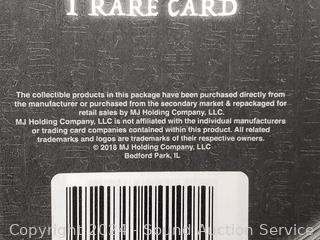 1 RARE CARD
The collectible products in this package have been purchased directly from
the manufacturer or purchased from the secondary market & repackaged for
retail sales by MJ Holding Company, LLC.
MJ Holding Company, LLC is not affiliated with the individual manufacturers
or trading card companies contained within this product. All related
trademarks and logos are trademarks of their respective owners.
© 2018 MJ Holding Company, LLC
Bedford Park, IL
Copyright 2024 - Sound Auction Service